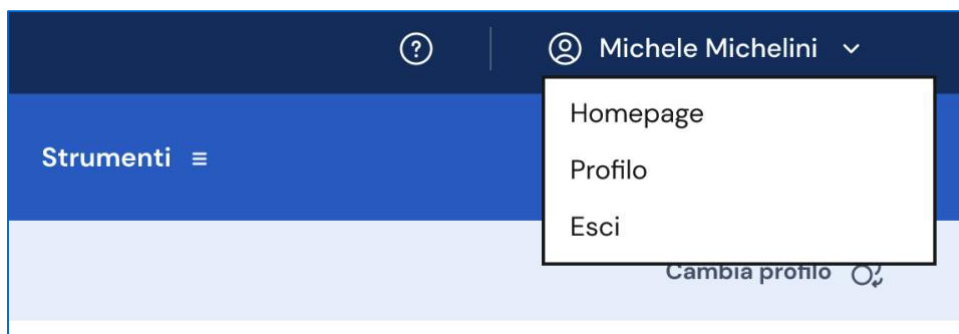 Michele Michelini
Homepage
Strumenti
Profilo
Esci
Cambia profilo